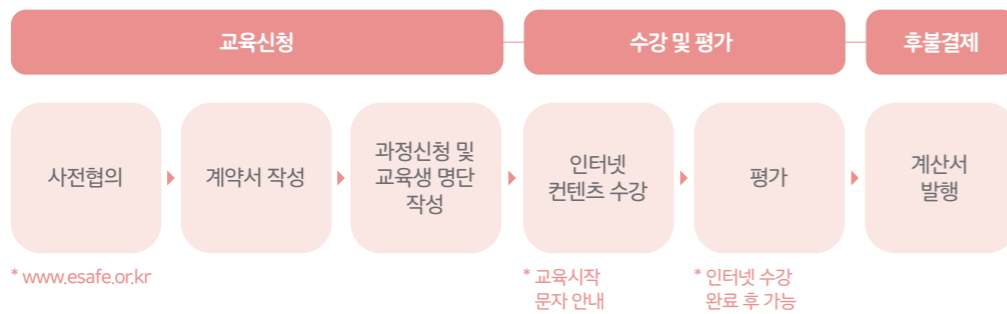 교육신청
수강 및 평가
후불결제
사전협의
계약서 작성
과정신청 및
교육생 명단
작성
인터넷
컨텐츠 수강
평가
계산서
발행
* www.esafe.or.kr
* 교육시작
문자 안내
* 인터넷 수강
완료 후 가능